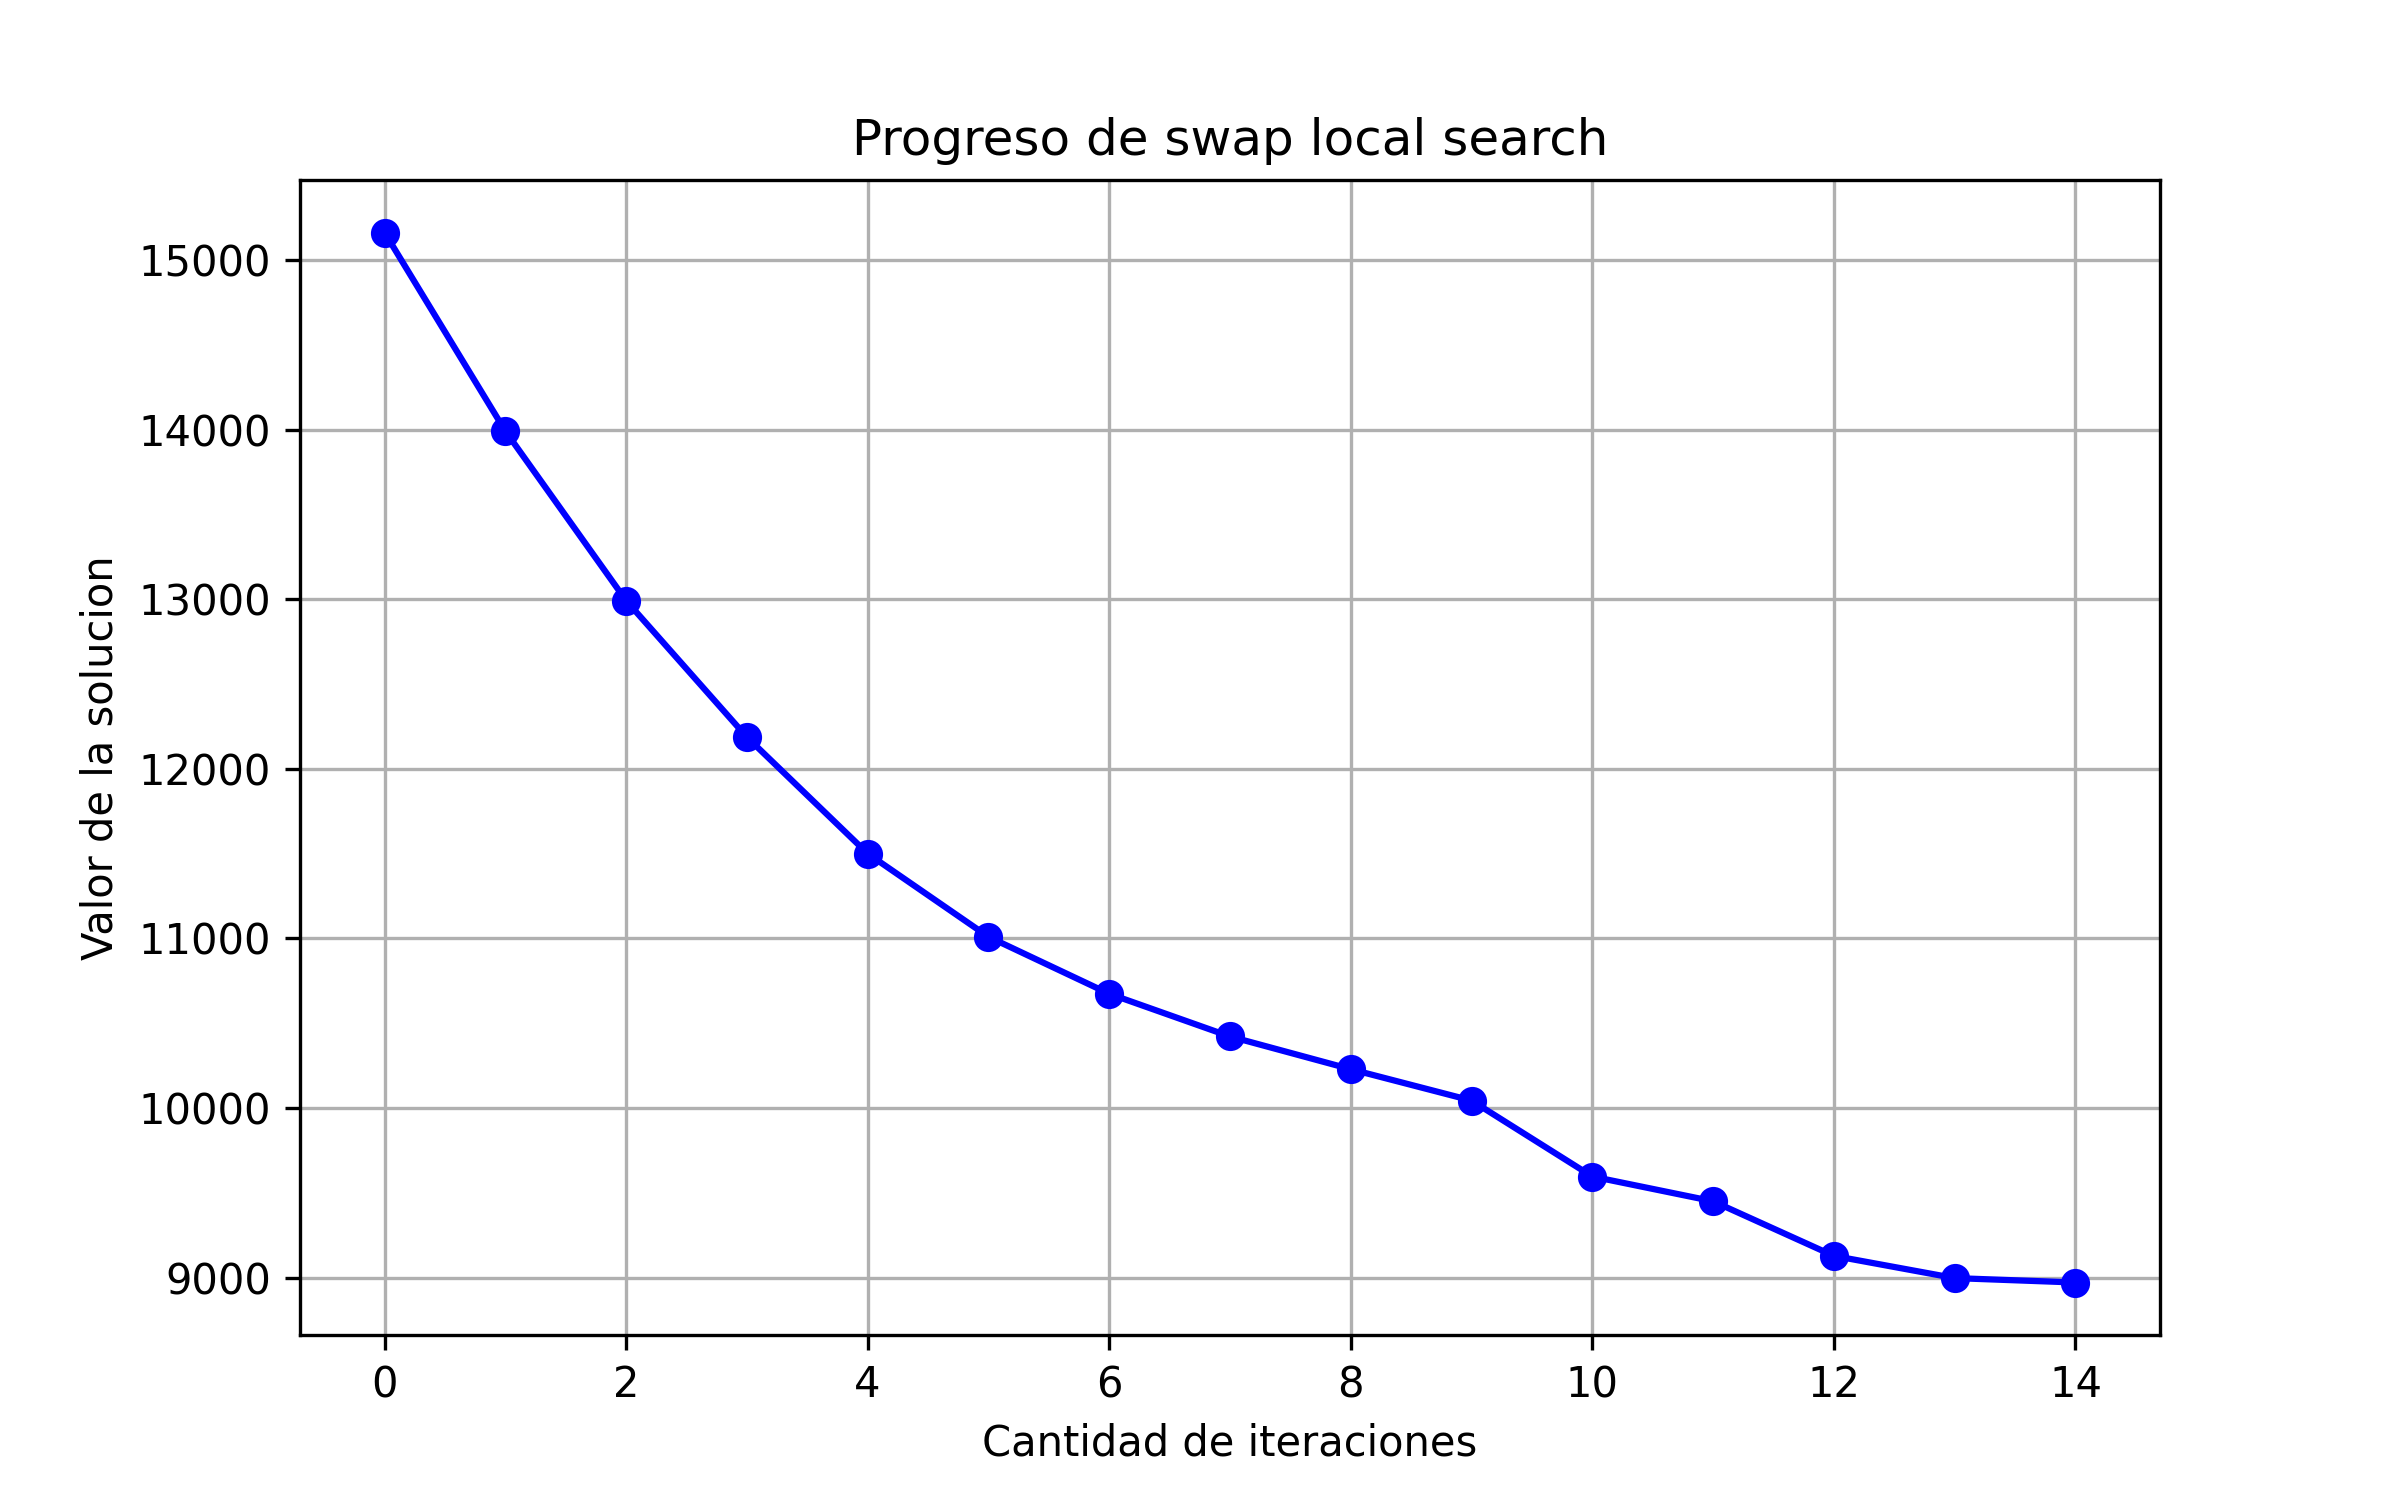 Progreso de swap local search
Valor de la solucion
15000
14000
13000
12000
11000
10000
9000
0 2 4 6 8 10 12 14
Cantidad de iteraciones